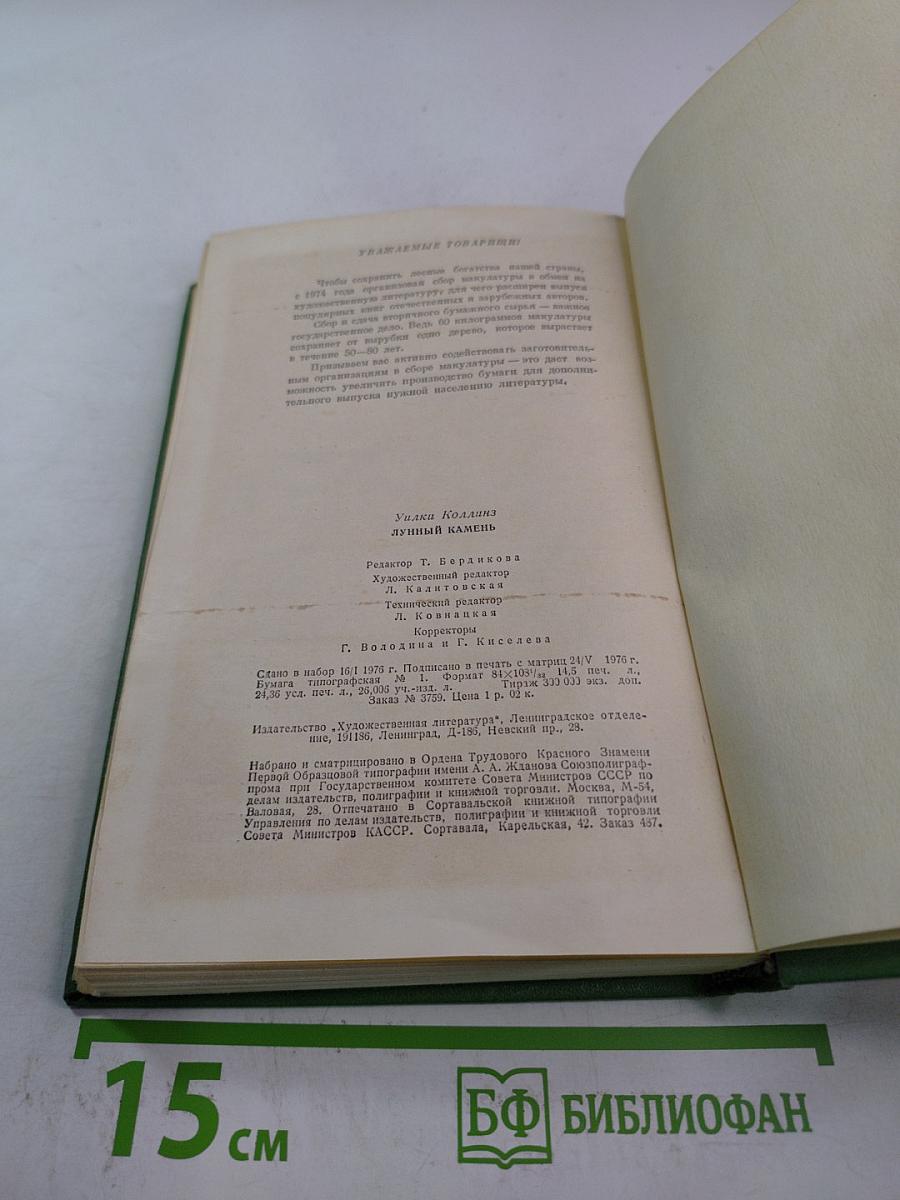 УВАЖАЕМЫЕ ТОВАРИЩИ!
Чтобы сохранить лесные богатства нашей страны,
с 1974 года организован сбор макулатуры в обмен на
художественную литературу, для чего расширен выпуск
популярных книг отечественных и зарубежных авторов.
Сбор и сдача вторичного бумажного сырья — важное
государственное дело. Ведь 60 килограммов макулатуры
сохраняет от вырубки одно дерево, которое вырастает
в течение 50—80 лет.
Призываем вас активно содействовать заготовитель-
ным организациям в сборе макулатуры — это даст воз-
можность увеличить производство бумаги для дополни-
тельного выпуска нужной населению литературы.
Уилки Коллинз
ЛУННЫЙ КАМЕНЬ
Редактор Т. Бердикова
Художественный редактор
Л. Калитовская
Технический редактор
Л. Ковнацкая
Корректоры
Г. Володина и Г. Киселева
Сдано в набор 16/I 1976 г. Подписано в печать с матриц 24/V 1976 г.
Бумага типографская № 1. Формат 84×108¹/₃₂ 14,5 печ. л.,
24,36 усл. печ. л., 26,006 уч.-изд. л. Тираж 300 000 экз. доп.
Заказ № 3759. Цена 1 р. 02 к.
Издательство „Художественная литература“, Ленинградское отделе-
ние, 191186, Ленинград, Д-186, Невский пр., 28.
Набрано и сматрицировано в Ордена Трудового Красного Знамени
Первой Образцовой типографии имени А. А. Жданова Союзполиграф-
прома при Государственном комитете Совета Министров СССР по
делам издательств, полиграфии и книжной торговли. Москва, М-54,
Валовая, 28. Отпечатано в Сортавальской книжной типографии
Управления по делам издательств, полиграфии и книжной торговли
Совета Министров КАССР. Сортавала, Карельская, 42. Заказ 487.
15 см
БФ БИБЛИОФАН